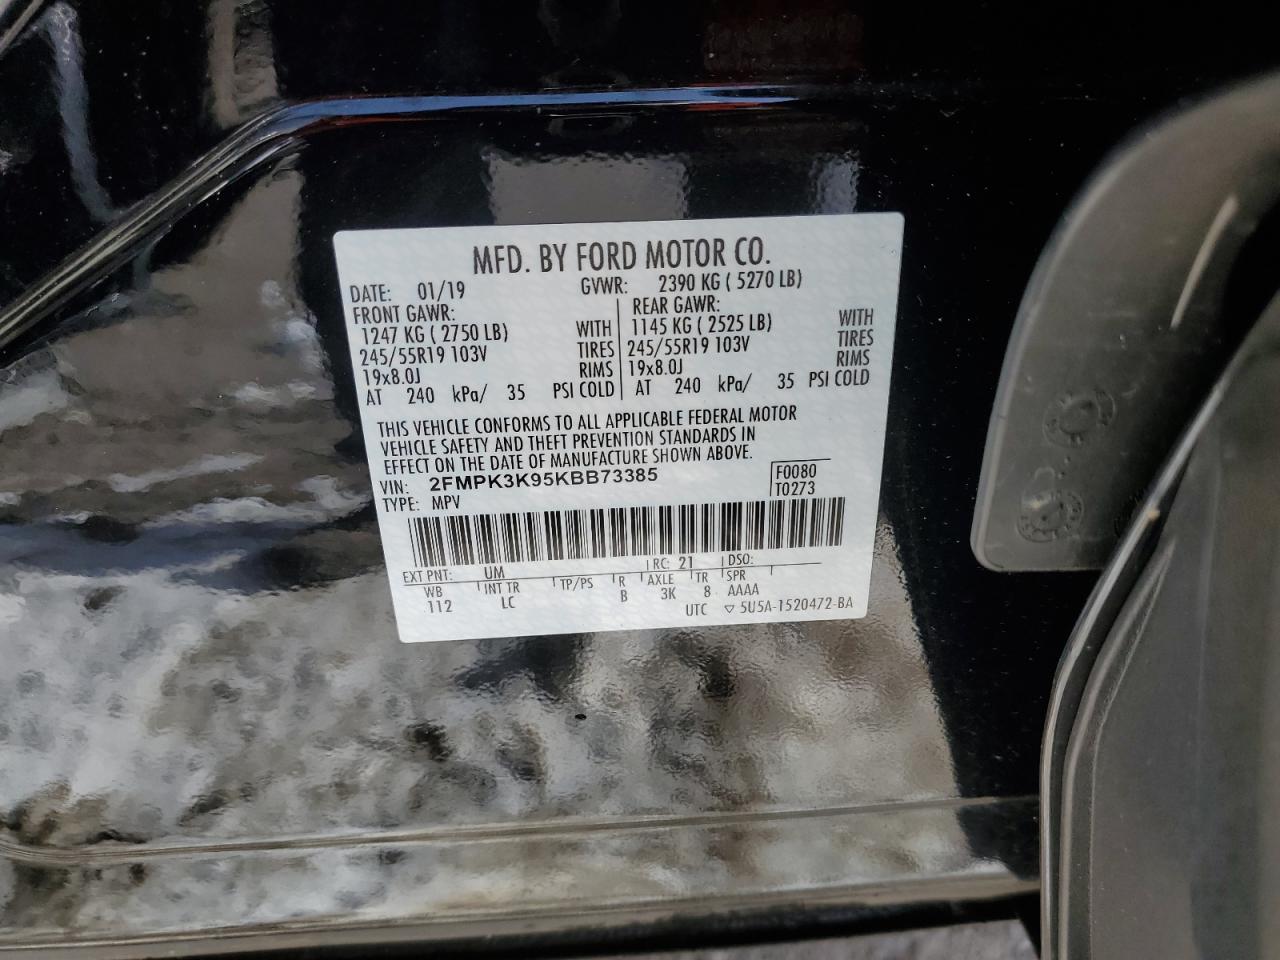 MFD. BY FORD MOTOR CO.
DATE: 01/19 GVWR: 2390 KG ( 5270 LB)
FRONT GAWR: REAR GAWR:
1247 KG ( 2750 LB) WITH 1145 KG ( 2525 LB) WITH
245/55R19 103V TIRES 245/55R19 103V TIRES
19x8.0J RIMS 19x8.0J RIMS
AT 240 kPa/ 35 PSI COLD AT 240 kPa/ 35 PSI COLD
THIS VEHICLE CONFORMS TO ALL APPLICABLE FEDERAL MOTOR
VEHICLE SAFETY AND THEFT PREVENTION STANDARDS IN
EFFECT ON THE DATE OF MANUFACTURE SHOWN ABOVE.
VIN: 2FMPK3K95KBB73385 F0080
TYPE: MPV T0273
EXT PNT: UM RC: 21 DSO:
WB INT TR TP/PS R AXLE TR SPR
112 LC B 3K 8 AAAA
UTC ▽ 5U5A-1520472-BA